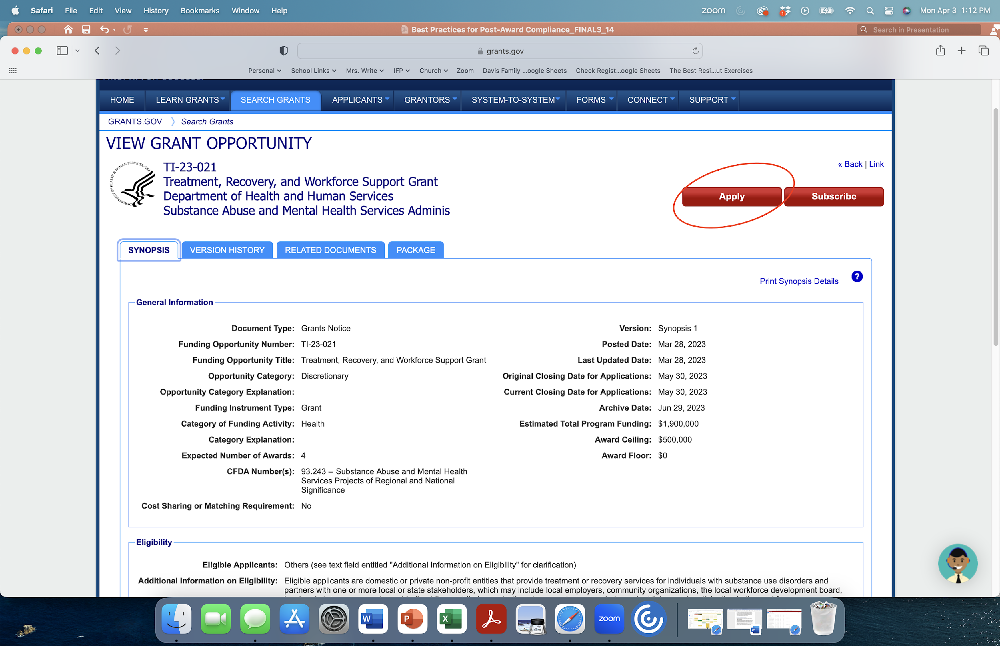 Safari File Edit View History Bookmarks Window Help zoom 1 Mon Apr 3 1:12 PM
Best Practices for Post-Award Compliance_FINAL3_14 Search in Presentation
grants.gov
Personal School Links Mrs. Write IFP Church Zoom Davis Family ...oogle Sheets Check Regist...oogle Sheets The Best Resi...ut Exercises
HOME LEARN GRANTS SEARCH GRANTS APPLICANTS GRANTORS SYSTEM-TO-SYSTEM FORMS CONNECT SUPPORT
GRANTS.GOV 〉 Search Grants
VIEW GRANT OPPORTUNITY
DEPARTMENT OF HEALTH & HUMAN SERVICES • USA
TI-23-021
Treatment, Recovery, and Workforce Support Grant
Department of Health and Human Services
Substance Abuse and Mental Health Services Adminis
« Back | Link
Apply Subscribe
SYNOPSIS VERSION HISTORY RELATED DOCUMENTS PACKAGE
Print Synopsis Details ?
General Information
Document Type: Grants Notice
Funding Opportunity Number: TI-23-021
Funding Opportunity Title: Treatment, Recovery, and Workforce Support Grant
Opportunity Category: Discretionary
Opportunity Category Explanation:
Funding Instrument Type: Grant
Category of Funding Activity: Health
Category Explanation:
Expected Number of Awards: 4
CFDA Number(s): 93.243 -- Substance Abuse and Mental Health
Services Projects of Regional and National
Significance
Cost Sharing or Matching Requirement: No
Version: Synopsis 1
Posted Date: Mar 28, 2023
Last Updated Date: Mar 28, 2023
Original Closing Date for Applications: May 30, 2023
Current Closing Date for Applications: May 30, 2023
Archive Date: Jun 29, 2023
Estimated Total Program Funding: $1,900,000
Award Ceiling: $500,000
Award Floor: $0
Eligibility
Eligible Applicants: Others (see text field entitled "Additional Information on Eligibility" for clarification)
Additional Information on Eligibility: Eligible applicants are domestic or private non-profit entities that provide treatment or recovery services for individuals with substance use disorders and
partners with one or more local or state stakeholders, which may include local employers, community organizations, the local workforce development board,
W P X zoom